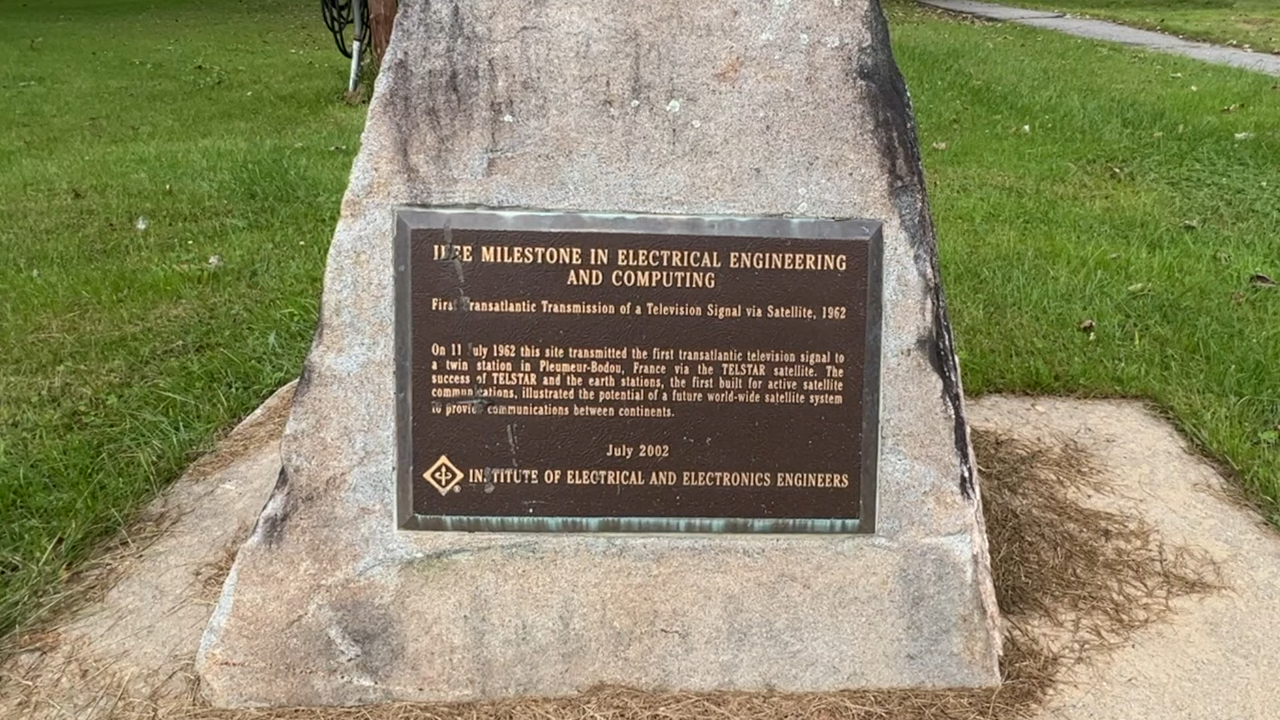 IEEE MILESTONE IN ELECTRICAL ENGINEERING
AND COMPUTING
First Transatlantic Transmission of a Television Signal via Satellite, 1962
On 11 July 1962 this site transmitted the first transatlantic television signal to
a twin station in Pleumeur-Bodou, France via the TELSTAR satellite. The
success of TELSTAR and the earth stations, the first built for active satellite
communications, illustrated the potential of a future world-wide satellite system
to provide communications between continents.
July 2002
INSTITUTE OF ELECTRICAL AND ELECTRONICS ENGINEERS